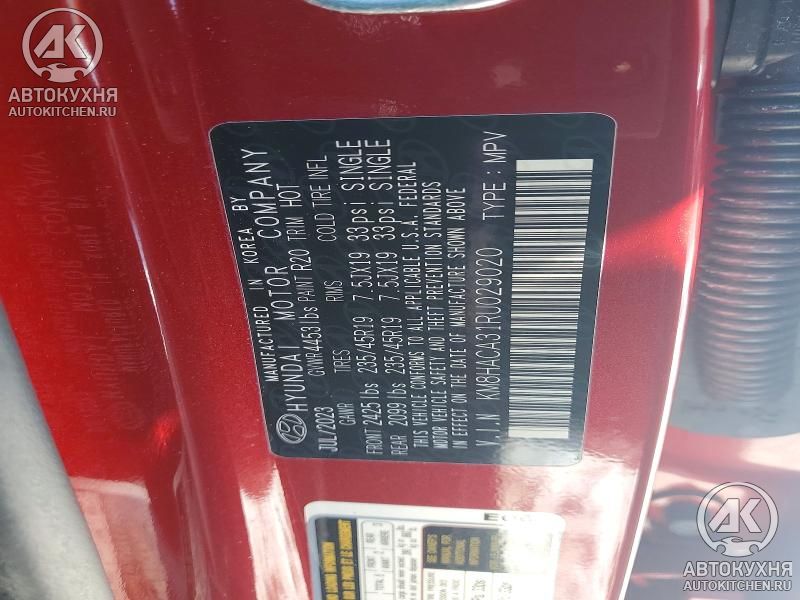 АВТОКУХНЯ
AUTOKITCHEN.RU
MANUFACTURED IN KOREA BY
HYUNDAI MOTOR COMPANY
JUL/2023 GVWR4453 lbs PAINT R20 TRIM HOT
GAWR TIRES RIMS COLD TIRE INFL
FRONT 2425 lbs 235/45R19 7.5JX19 33psi SINGLE
REAR 2099 lbs 235/45R19 7.5JX19 33psi SINGLE
THIS VEHICLE CONFORMS TO ALL APPLICABLE U.S.A. FEDERAL
MOTOR VEHICLE SAFETY AND THEFT PREVENTION STANDARDS
IN EFFECT ON THE DATE OF MANUFACTURE SHOWN ABOVE
V.I.N KM8HACA31RU029020 TYPE : MPV
АВТОКУХНЯ
AUTOKITCHEN.RU